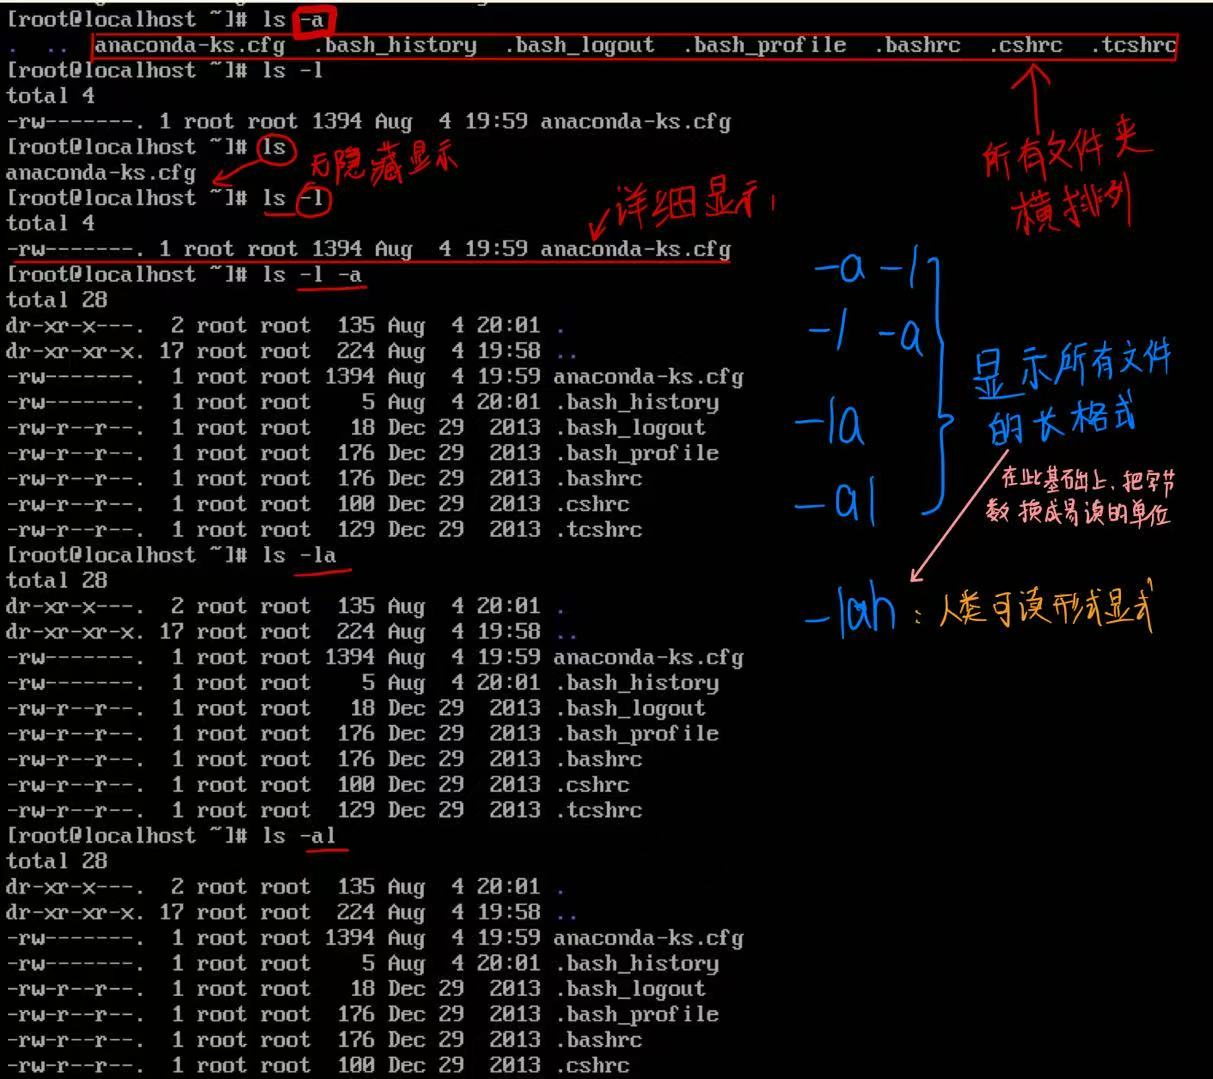 [root@localhost ~]# ls -a
.  ..  anaconda-ks.cfg  .bash_history  .bash_logout  .bash_profile  .bashrc  .cshrc  .tcshrc
[root@localhost ~]# ls -l
total 4
-rw-------. 1 root root 1394 Aug  4 19:59 anaconda-ks.cfg
[root@localhost ~]# ls
无隐藏显示
anaconda-ks.cfg
[root@localhost ~]# ls -l
详细显示
total 4
-rw-------. 1 root root 1394 Aug  4 19:59 anaconda-ks.cfg
所有文件夹
横排列
[root@localhost ~]# ls -l -a
total 28
dr-xr-x---.  2 root root  135 Aug  4 20:01 .
dr-xr-xr-x. 17 root root  224 Aug  4 19:58 ..
-rw-------.  1 root root 1394 Aug  4 19:59 anaconda-ks.cfg
-rw-------.  1 root root    5 Aug  4 20:01 .bash_history
-rw-r--r--.  1 root root   18 Dec 29  2013 .bash_logout
-rw-r--r--.  1 root root  176 Dec 29  2013 .bash_profile
-rw-r--r--.  1 root root  176 Dec 29  2013 .bashrc
-rw-r--r--.  1 root root  100 Dec 29  2013 .cshrc
-rw-r--r--.  1 root root  129 Dec 29  2013 .tcshrc
-a -l
-l -a
-la
-al
显示所有文件
的长格式
在此基础上，把字节
数换成易读的单位
-lah：人类可读形式显式
[root@localhost ~]# ls -la
total 28
dr-xr-x---.  2 root root  135 Aug  4 20:01 .
dr-xr-xr-x. 17 root root  224 Aug  4 19:58 ..
-rw-------.  1 root root 1394 Aug  4 19:59 anaconda-ks.cfg
-rw-------.  1 root root    5 Aug  4 20:01 .bash_history
-rw-r--r--.  1 root root   18 Dec 29  2013 .bash_logout
-rw-r--r--.  1 root root  176 Dec 29  2013 .bash_profile
-rw-r--r--.  1 root root  176 Dec 29  2013 .bashrc
-rw-r--r--.  1 root root  100 Dec 29  2013 .cshrc
-rw-r--r--.  1 root root  129 Dec 29  2013 .tcshrc
[root@localhost ~]# ls -al
total 28
dr-xr-x---.  2 root root  135 Aug  4 20:01 .
dr-xr-xr-x. 17 root root  224 Aug  4 19:58 ..
-rw-------.  1 root root 1394 Aug  4 19:59 anaconda-ks.cfg
-rw-------.  1 root root    5 Aug  4 20:01 .bash_history
-rw-r--r--.  1 root root   18 Dec 29  2013 .bash_logout
-rw-r--r--.  1 root root  176 Dec 29  2013 .bash_profile
-rw-r--r--.  1 root root  176 Dec 29  2013 .bashrc
-rw-r--r--.  1 root root  100 Dec 29  2013 .cshrc